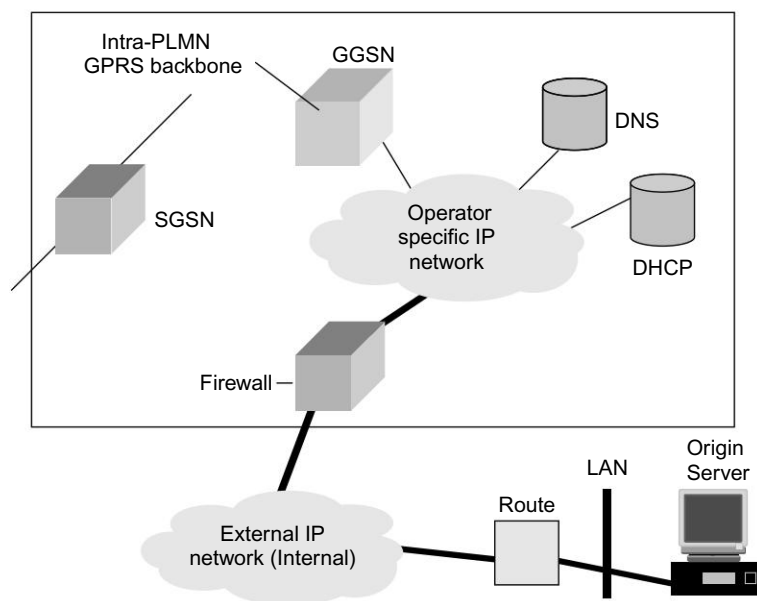 Intra-PLMN
GPRS backbone
GGSN
DNS
SGSN
Operator
specific IP
network
DHCP
Firewall
Origin
Server
LAN
Route
External IP
network (Internal)